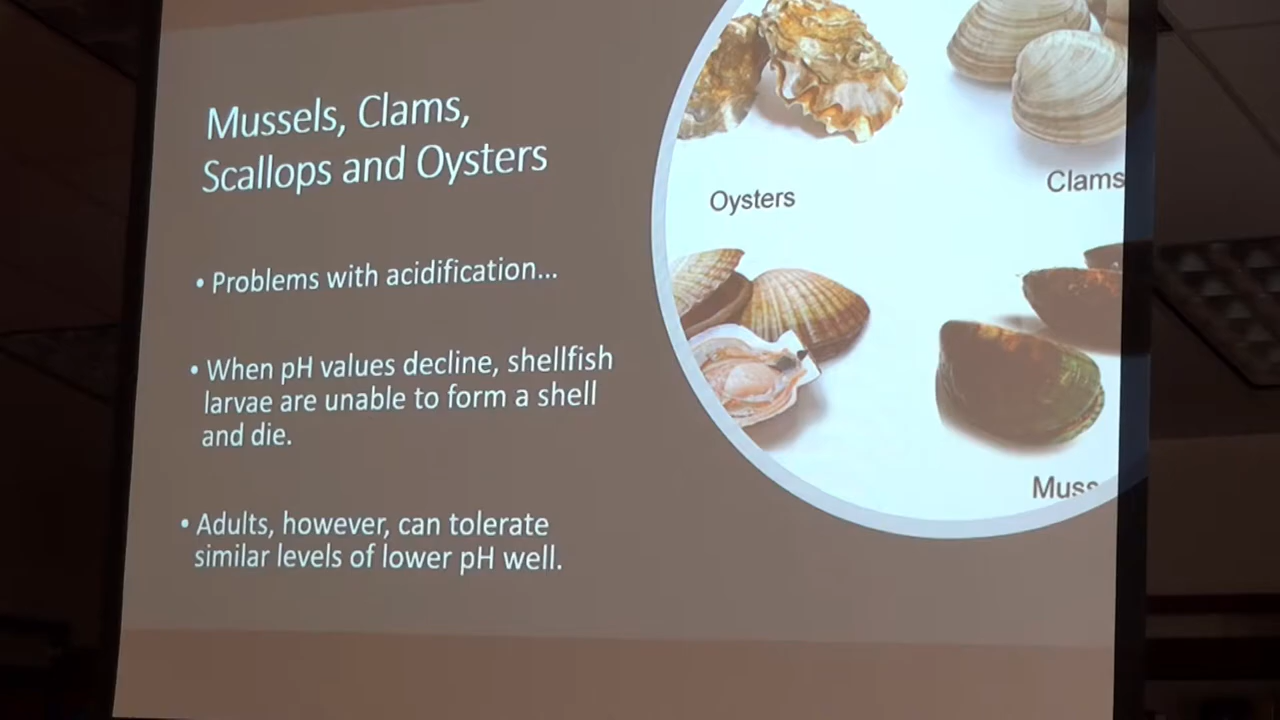 Mussels, Clams,
Scallops and Oysters
• Problems with acidification...
• When pH values decline, shellfish
larvae are unable to form a shell
and die.
• Adults, however, can tolerate
similar levels of lower pH well.
Oysters
Clams
Muss